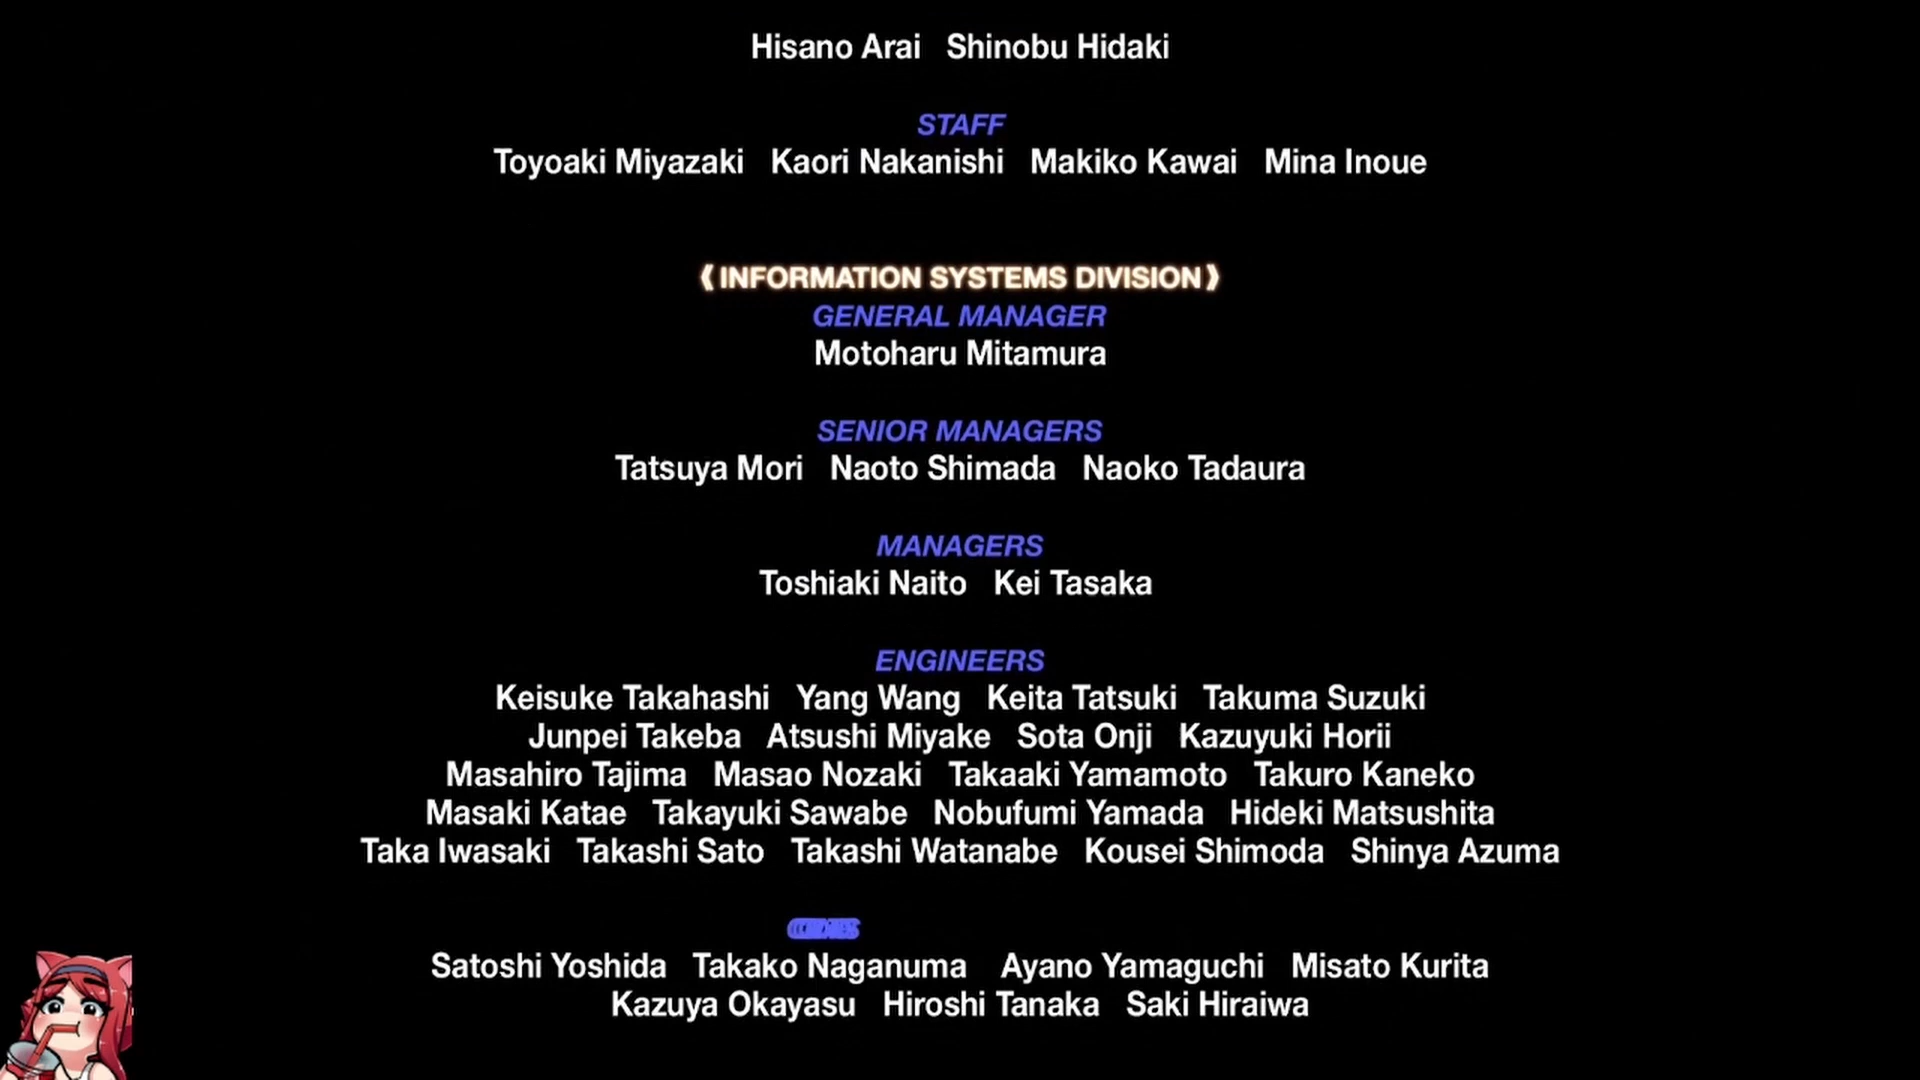 Hisano Arai Shinobu Hidaki
STAFF
Toyoaki Miyazaki Kaori Nakanishi Makiko Kawai Mina Inoue
⟪INFORMATION SYSTEMS DIVISION⟫
GENERAL MANAGER
Motoharu Mitamura
SENIOR MANAGERS
Tatsuya Mori Naoto Shimada Naoko Tadaura
MANAGERS
Toshiaki Naito Kei Tasaka
ENGINEERS
Keisuke Takahashi Yang Wang Keita Tatsuki Takuma Suzuki
Junpei Takeba Atsushi Miyake Sota Onji Kazuyuki Horii
Masahiro Tajima Masao Nozaki Takaaki Yamamoto Takuro Kaneko
Masaki Katae Takayuki Sawabe Nobufumi Yamada Hideki Matsushita
Taka Iwasaki Takashi Sato Takashi Watanabe Kousei Shimoda Shinya Azuma
Satoshi Yoshida Takako Naganuma Ayano Yamaguchi Misato Kurita
Kazuya Okayasu Hiroshi Tanaka Saki Hiraiwa